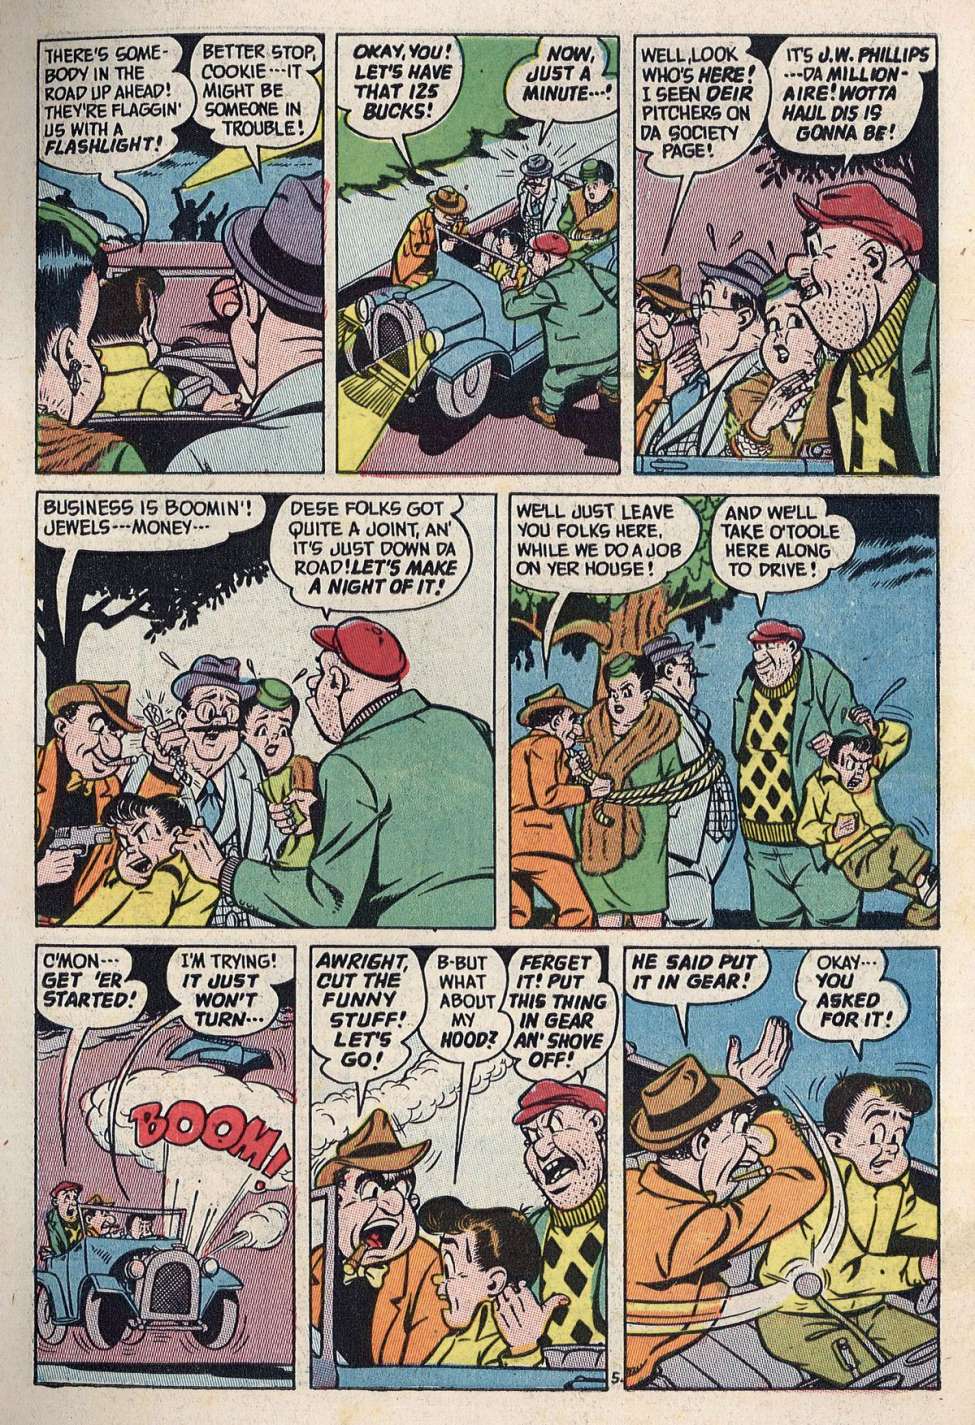 THERE'S SOME-
BODY IN THE
ROAD UP AHEAD!
THEY'RE FLAGGIN'
US WITH A
FLASHLIGHT!
BETTER STOP,
COOKIE---IT
MIGHT BE
SOMEONE IN
TROUBLE!
OKAY, YOU!
LET'S HAVE
THAT 125
BUCKS!
NOW,
JUST A
MINUTE---!
WELL, LOOK
WHO'S HERE!
I SEEN DEIR
PITCHERS ON
DA SOCIETY
PAGE!
IT'S J.W. PHILLIPS
---DA MILLION-
AIRE! WOTTA
HAUL DIS IS
GONNA BE!
BUSINESS IS BOOMIN'!
JEWELS---MONEY---
DESE FOLKS GOT
QUITE A JOINT, AN'
IT'S JUST DOWN DA
ROAD! LET'S MAKE
A NIGHT OF IT!
WE'LL JUST LEAVE
YOU FOLKS HERE,
WHILE WE DO A JOB
ON YER HOUSE!
AND WE'LL
TAKE O'TOOLE
HERE ALONG
TO DRIVE!
C'MON---
GET 'ER
STARTED!
I'M TRYING!
IT JUST
WON'T
TURN---
BOOM!
AWRIGHT,
CUT THE
FUNNY
STUFF!
LET'S
GO!
B-BUT
WHAT
ABOUT
MY
HOOD?
FERGET
IT! PUT
THIS THING
IN GEAR
AN' SHOVE
OFF!
5.
HE SAID PUT
IT IN GEAR!
OKAY---
YOU
ASKED
FOR IT!